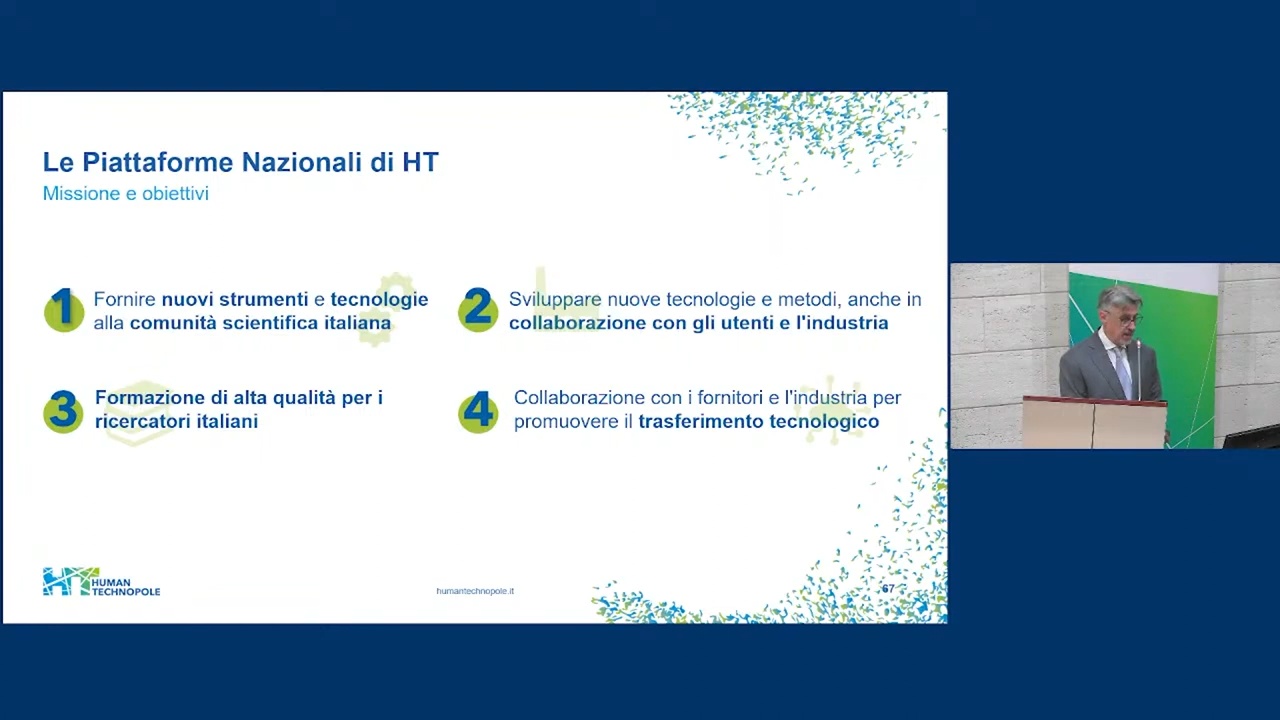 Le Piattaforme Nazionali di HT
Missione e obiettivi
1
Fornire nuovi strumenti e tecnologie
alla comunità scientifica italiana
2
Sviluppare nuove tecnologie e metodi, anche in
collaborazione con gli utenti e l'industria
3
Formazione di alta qualità per i
ricercatori italiani
4
Collaborazione con i fornitori e l'industria per
promuovere il trasferimento tecnologico
HT HUMAN
TECHNOPOLE
humantechnopole.it
67